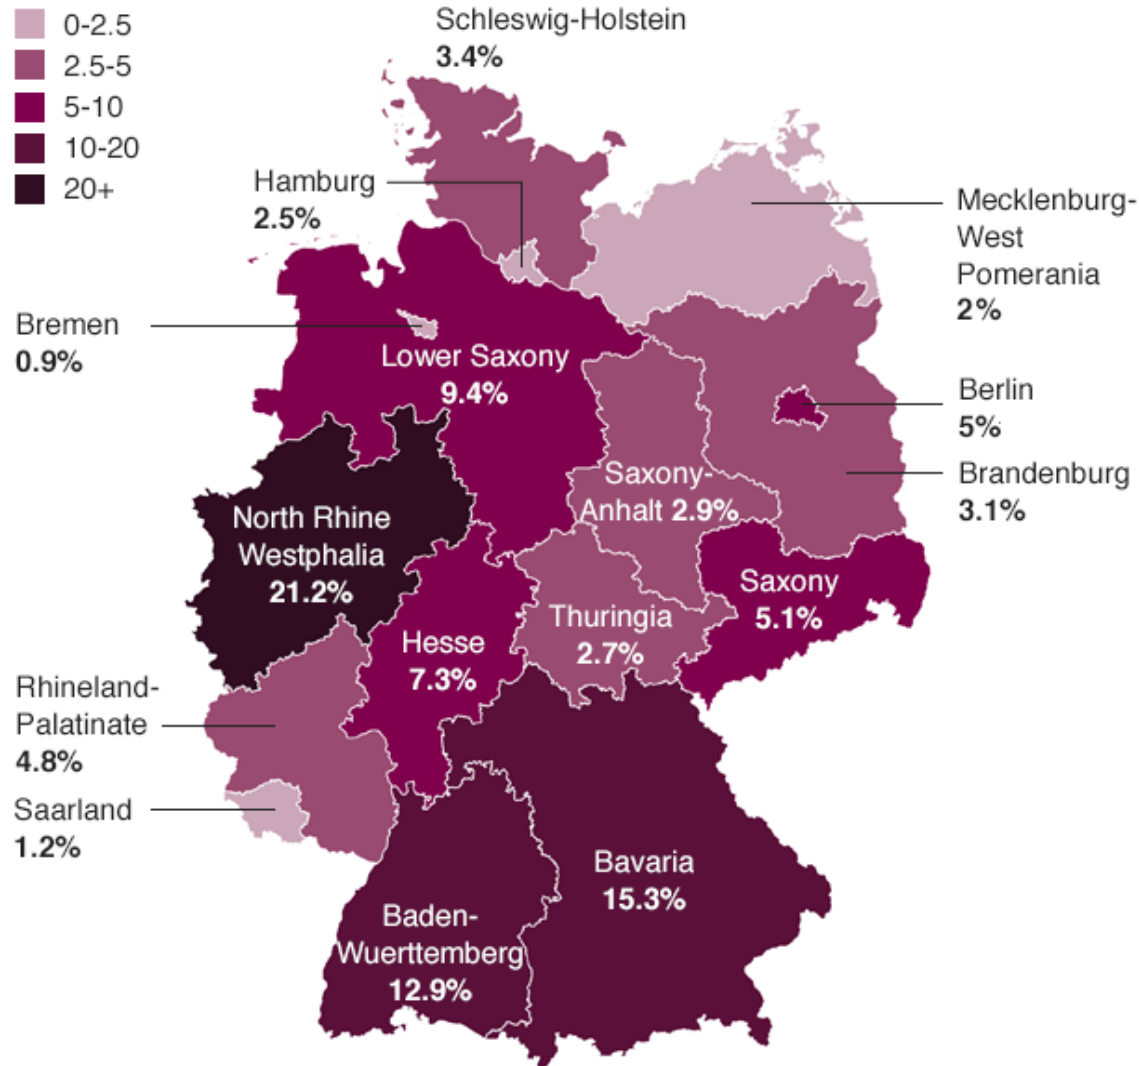 0-2.5
2.5-5
5-10
10-20
20+
Schleswig-Holstein
3.4%
Hamburg
2.5%
Mecklenburg-
West
Pomerania
2%
Bremen
0.9%
Lower Saxony
9.4%
Berlin
5%
Brandenburg
3.1%
Saxony-
Anhalt 2.9%
North Rhine
Westphalia
21.2%
Saxony
5.1%
Thuringia
2.7%
Hesse
7.3%
Rhineland-
Palatinate
4.8%
Saarland
1.2%
Bavaria
15.3%
Baden-
Wuerttemberg
12.9%